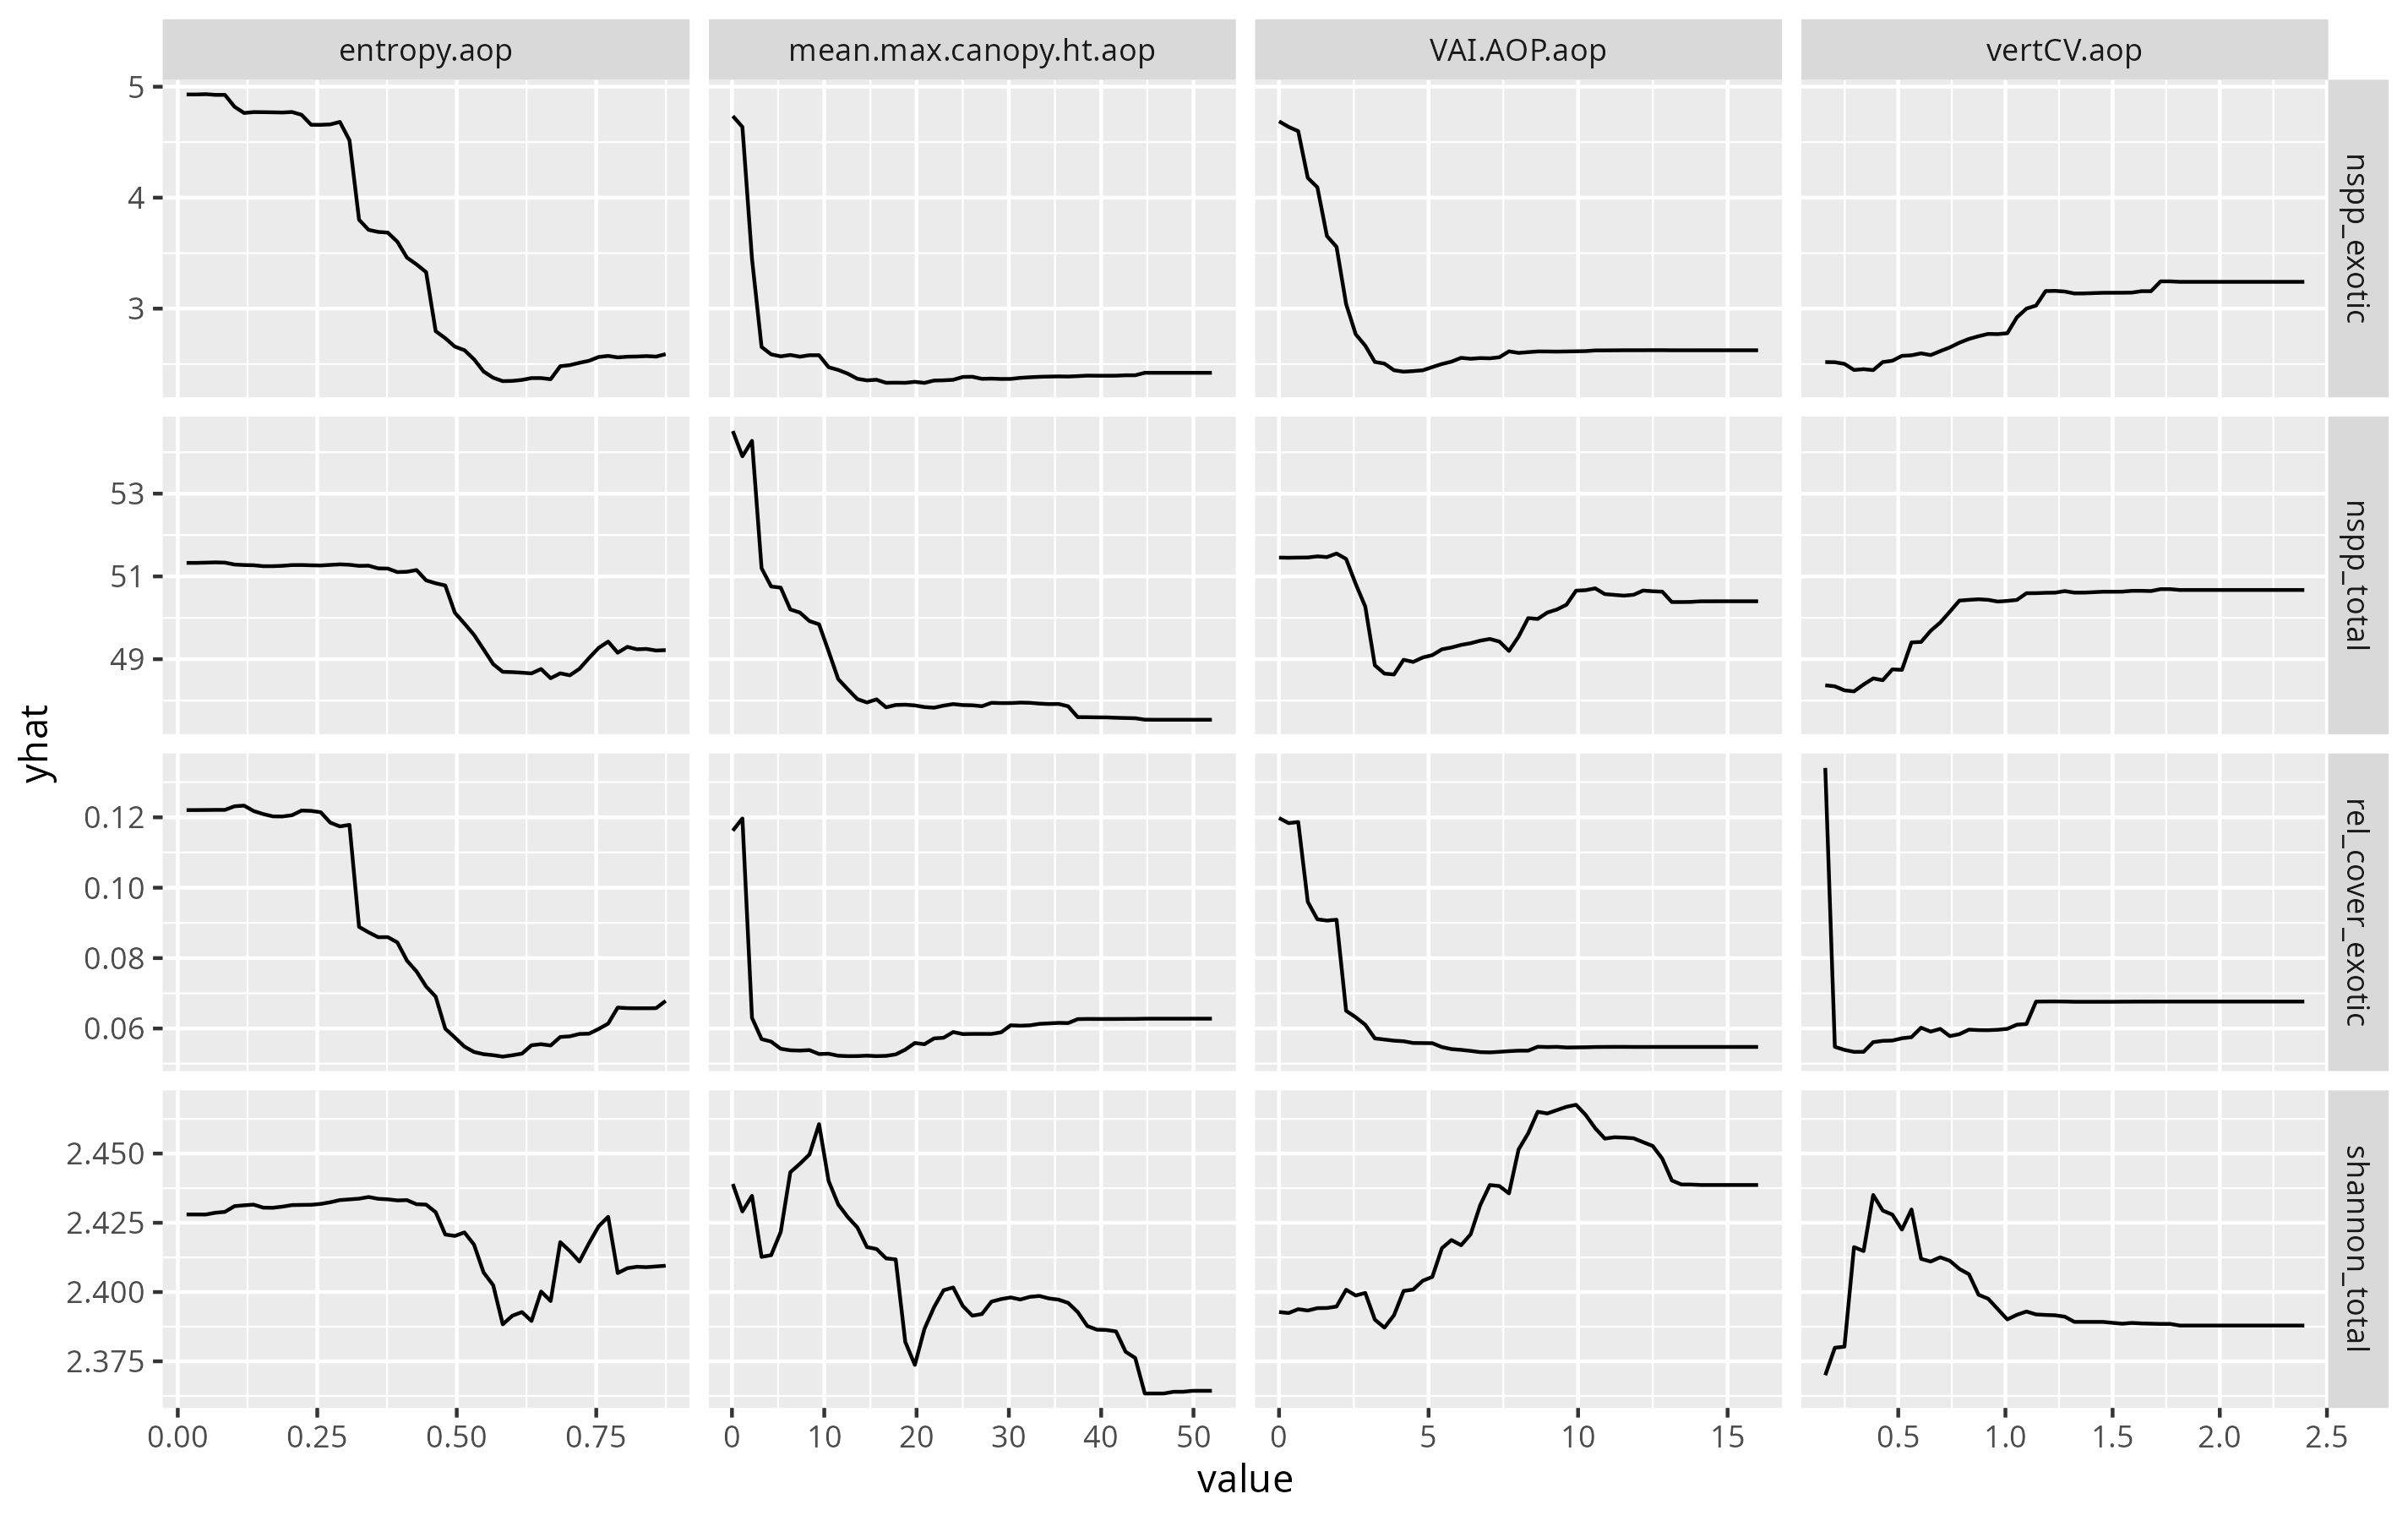 entropy.aop
mean.max.canopy.ht.aop
VAI.AOP.aop
vertCV.aop
5
4
3
nspp_exotic
53
51
49
nspp_total
0.12
0.10
0.08
0.06
rel_cover_exotic
2.450
2.425
2.400
2.375
shannon_total
yhat
0.00 0.25 0.50 0.75
0 10 20 30 40 50
0 5 10 15
0.5 1.0 1.5 2.0 2.5
value